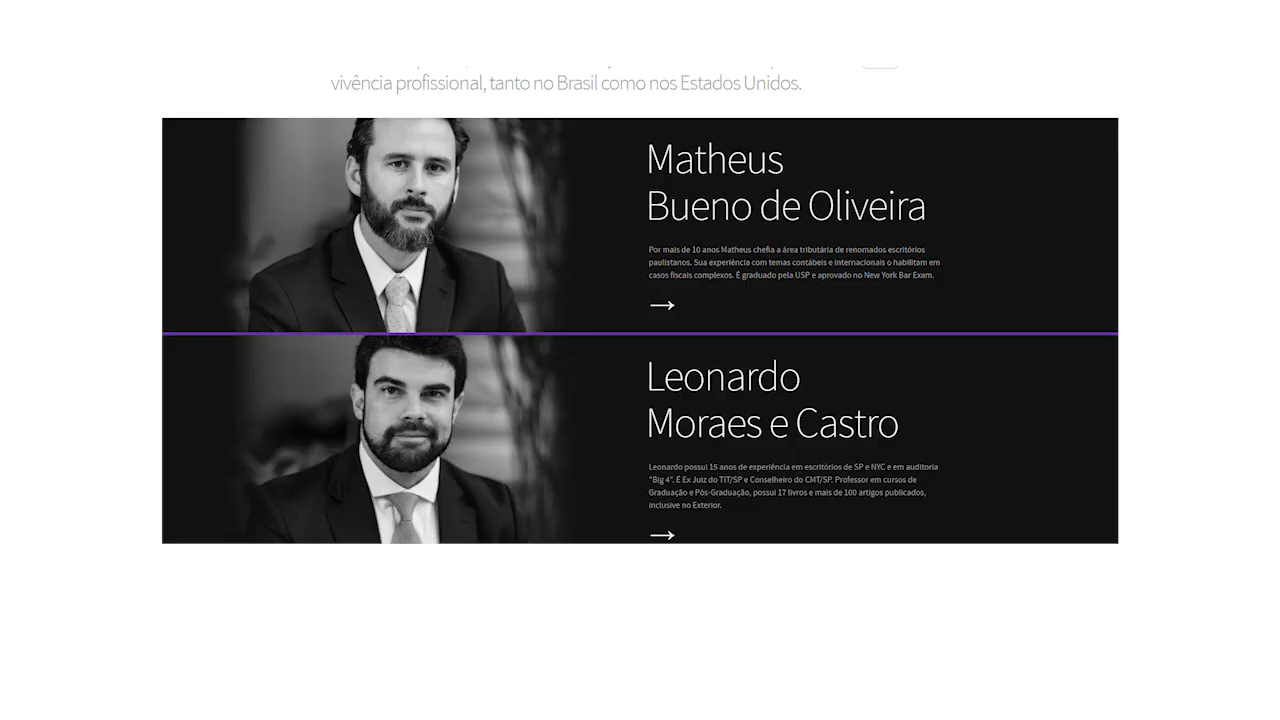 vivência profissional, tanto no Brasil como nos Estados Unidos.
Matheus
Bueno de Oliveira
Por mais de 10 anos Matheus chefia a área tributária de renomados escritórios
paulistanos. Sua experiência com temas contábeis e internacionais o habilitam em
casos fiscais complexos. É graduado pela USP e aprovado no New York Bar Exam.
→
Leonardo
Moraes e Castro
Leonardo possui 15 anos de experiência em escritórios de SP e NYC e em auditoria
"Big 4". É Ex Juiz do TIT/SP e Conselheiro do CMT/SP. Professor em cursos de
Graduação e Pós-Graduação, possui 17 livros e mais de 100 artigos publicados,
inclusive no Exterior.
→